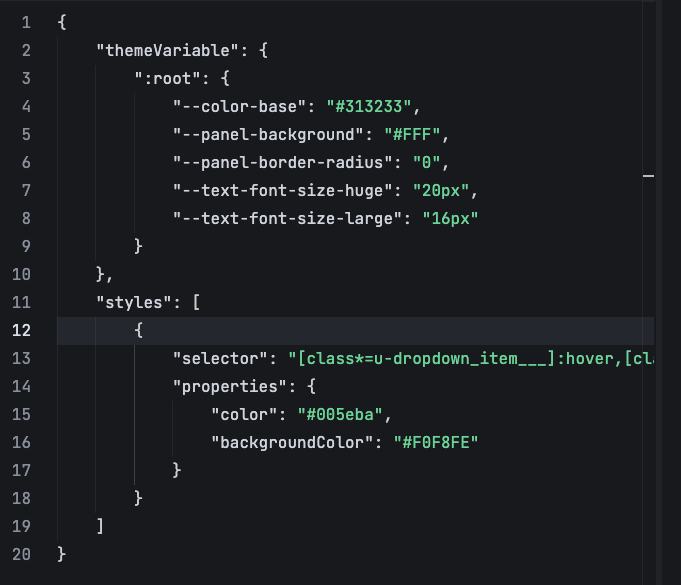 1 {
2 "themeVariable": {
3 ":root": {
4 "--color-base": "#313233",
5 "--panel-background": "#FFF",
6 "--panel-border-radius": "0",
7 "--text-font-size-huge": "20px",
8 "--text-font-size-large": "16px"
9 }
10 },
11 "styles": [
12 {
13 "selector": "[class*=u-dropdown_item___]:hover,[cla
14 "properties": {
15 "color": "#005eba",
16 "backgroundColor": "#F0F8FE"
17 }
18 }
19 ]
20 }